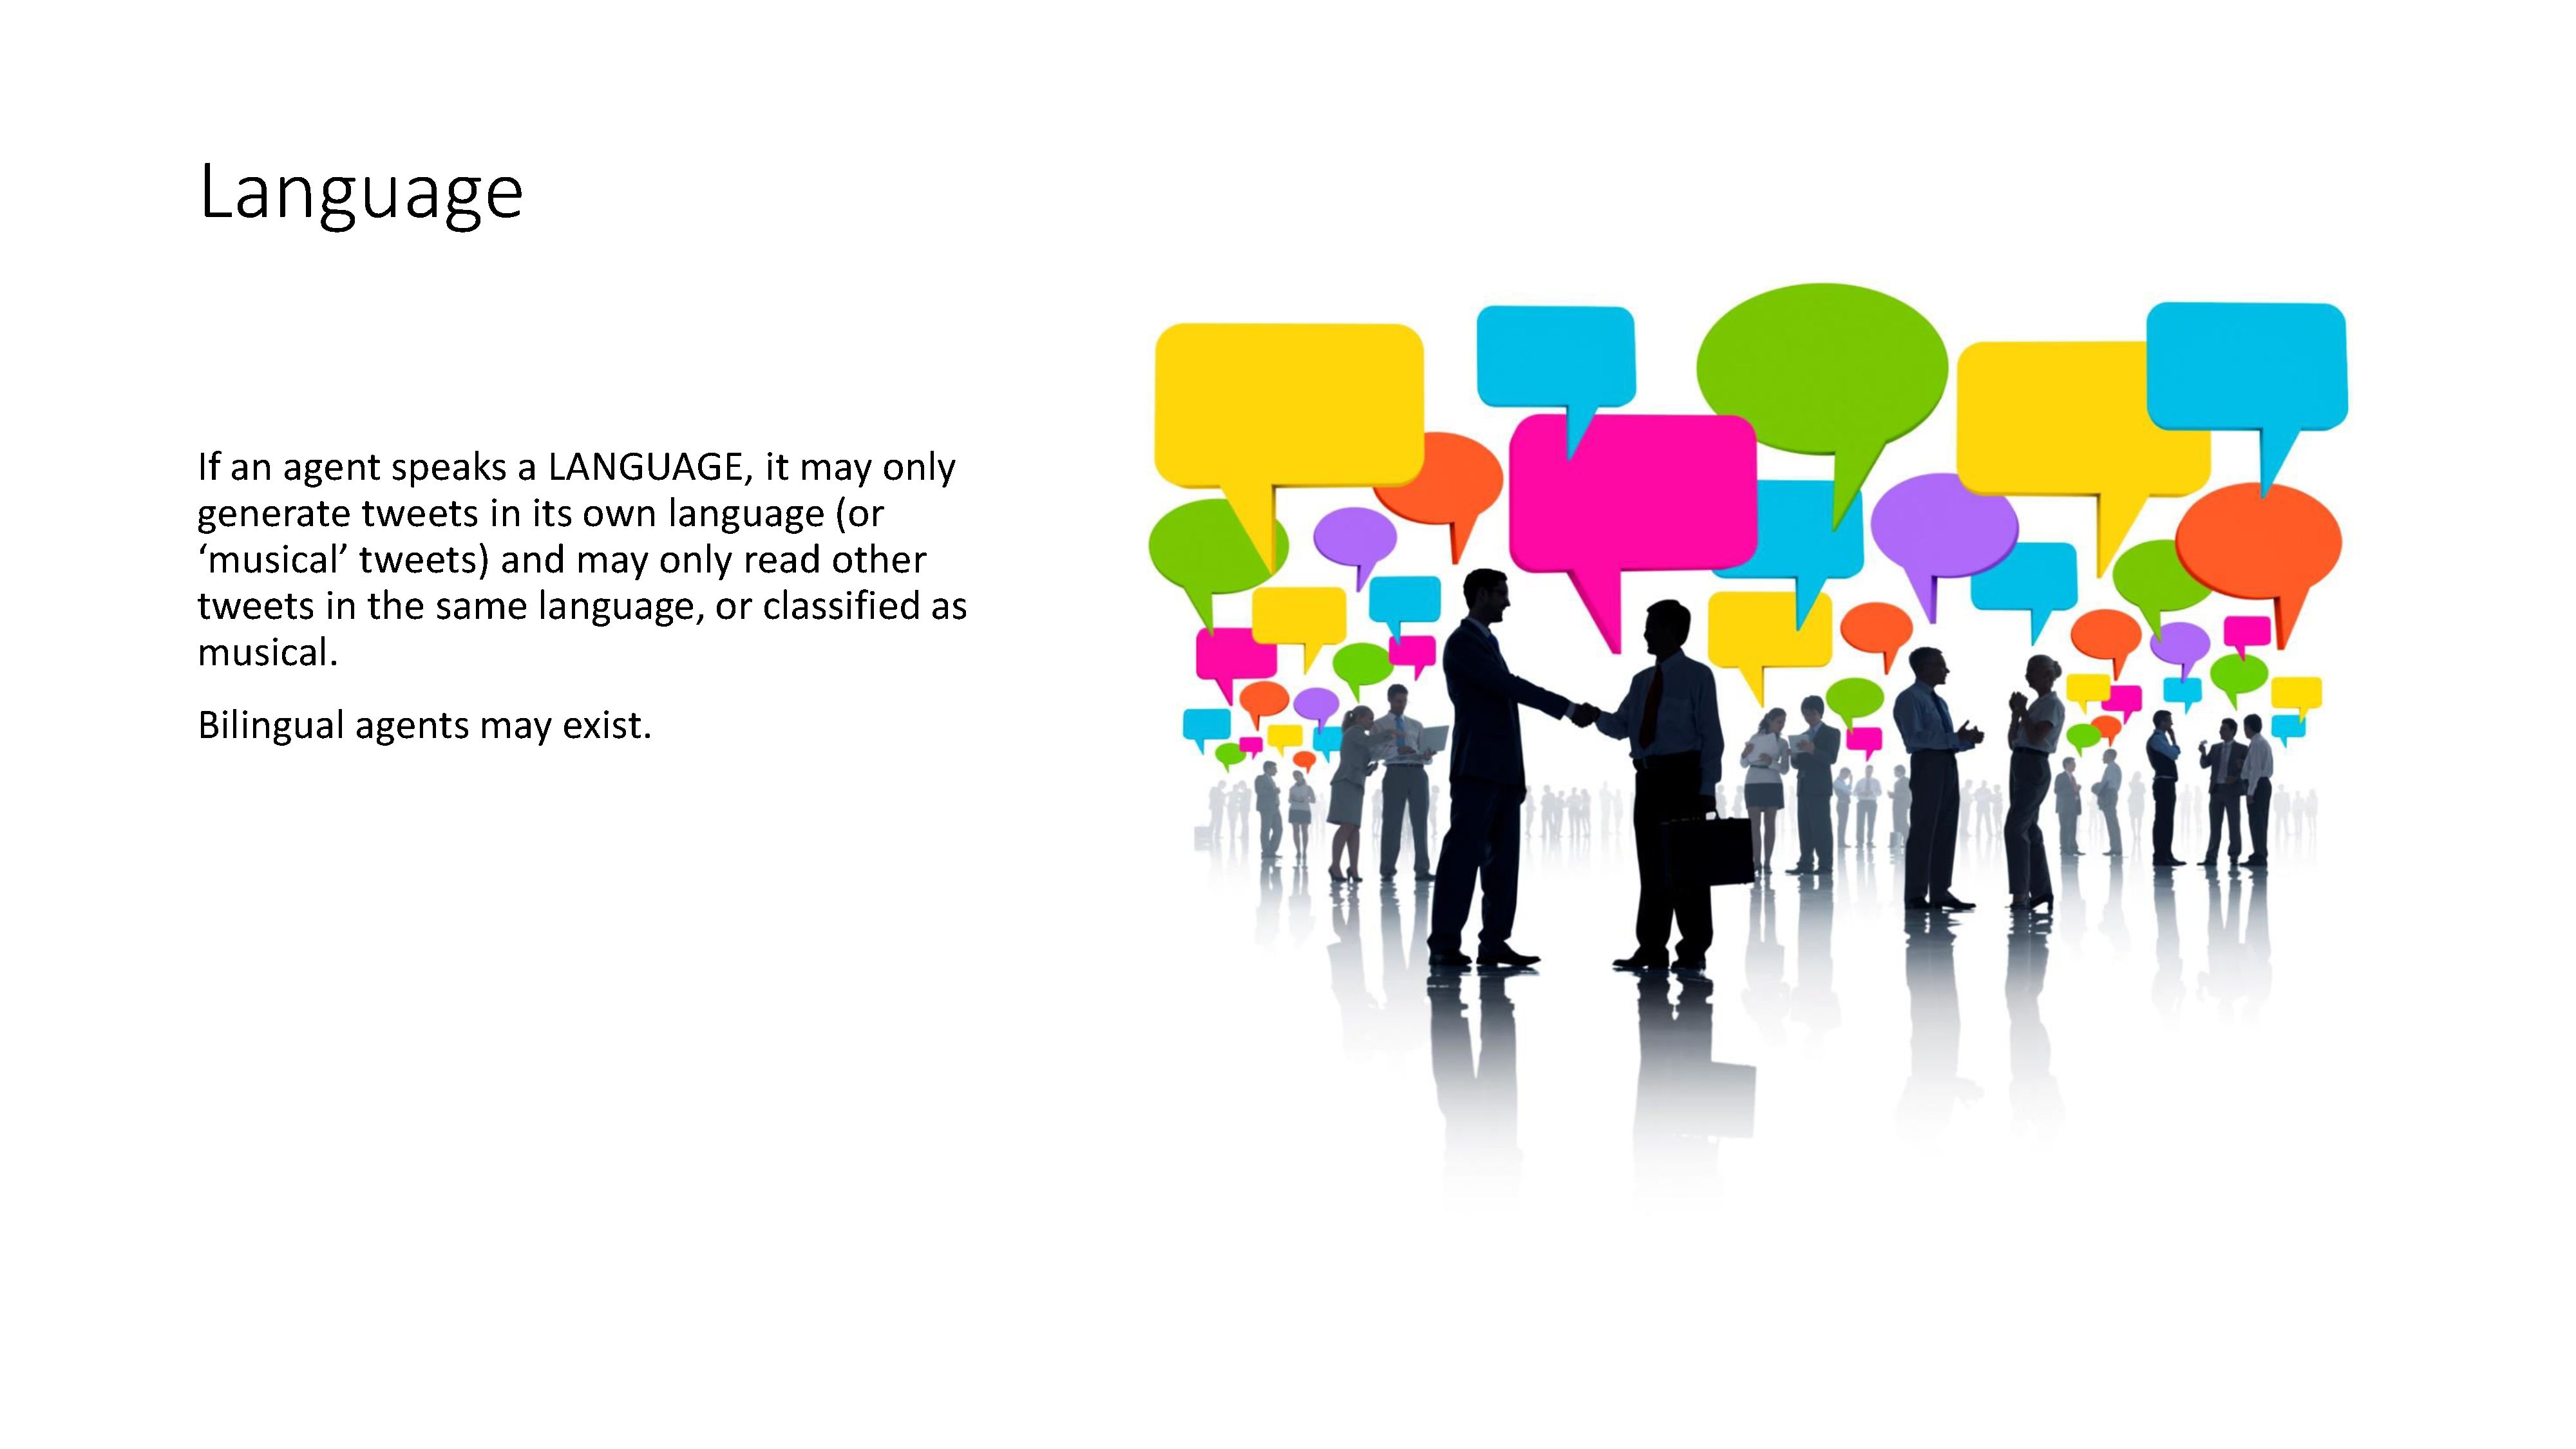 Language
If an agent speaks a LANGUAGE, it may only
generate tweets in its own language (or
‘musical’ tweets) and may only read other
tweets in the same language, or classified as
musical.
Bilingual agents may exist.